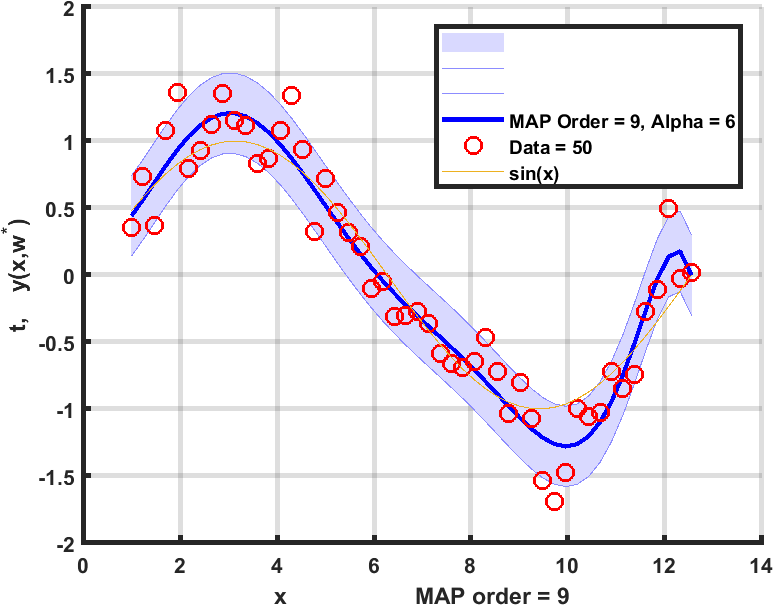 2
1.5
1
0.5
0
-0.5
-1
-1.5
-2
t, y(x,w*)
MAP Order = 9, Alpha = 6
Data = 50
sin(x)
0 2 4 6 8 10 12 14
x MAP order = 9